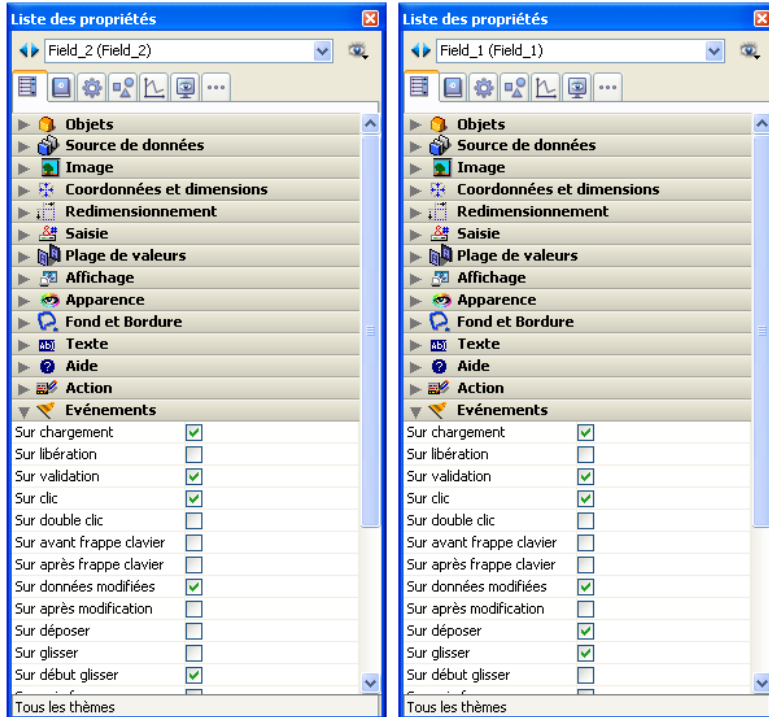 Liste des propriétés
Field_2 (Field_2)
Objets
Source de données
Image
Coordonnées et dimensions
Redimensionnement
Saisie
Plage de valeurs
Affichage
Apparence
Fond et Bordure
Texte
Aide
Action
Evénements
Sur chargement
Sur libération
Sur validation
Sur clic
Sur double clic
Sur avant frappe clavier
Sur après frappe clavier
Sur données modifiées
Sur après modification
Sur déposer
Sur glisser
Sur début glisser
Tous les thèmes
Liste des propriétés
Field_1 (Field_1)
Objets
Source de données
Image
Coordonnées et dimensions
Redimensionnement
Saisie
Plage de valeurs
Affichage
Apparence
Fond et Bordure
Texte
Aide
Action
Evénements
Sur chargement
Sur libération
Sur validation
Sur clic
Sur double clic
Sur avant frappe clavier
Sur après frappe clavier
Sur données modifiées
Sur après modification
Sur déposer
Sur glisser
Sur début glisser
Tous les thèmes